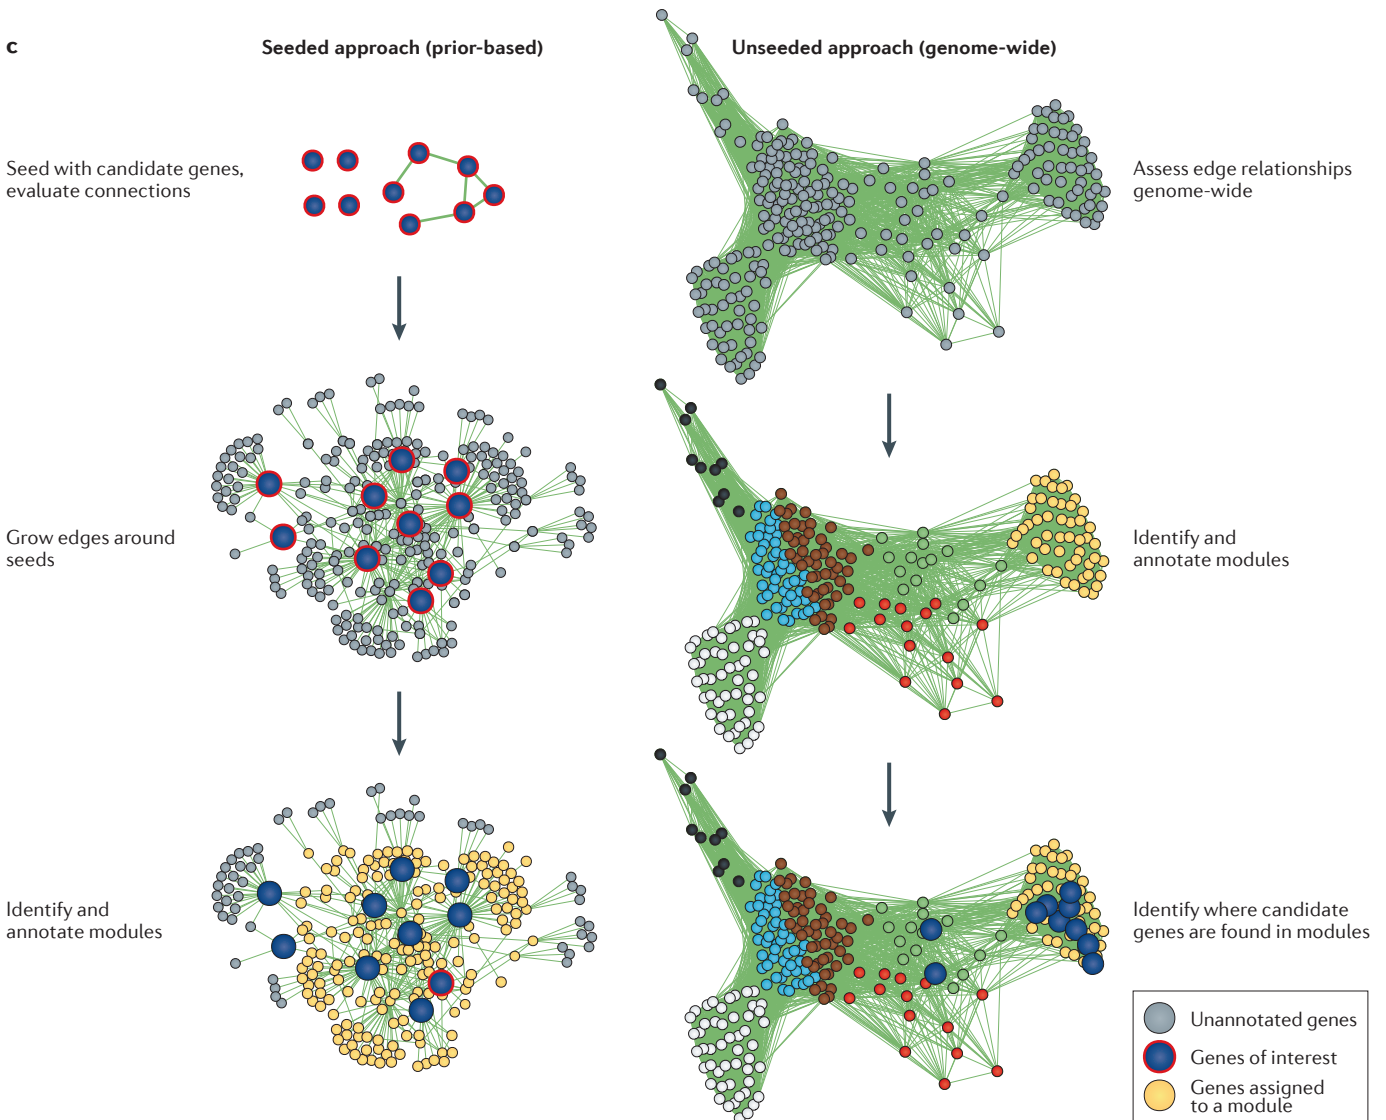 c
Seeded approach (prior-based)
Unseeded approach (genome-wide)
Seed with candidate genes,
evaluate connections
Assess edge relationships
genome-wide
Grow edges around
seeds
Identify and
annotate modules
Identify and
annotate modules
Identify where candidate
genes are found in modules
Unannotated genes
Genes of interest
Genes assigned
to a module